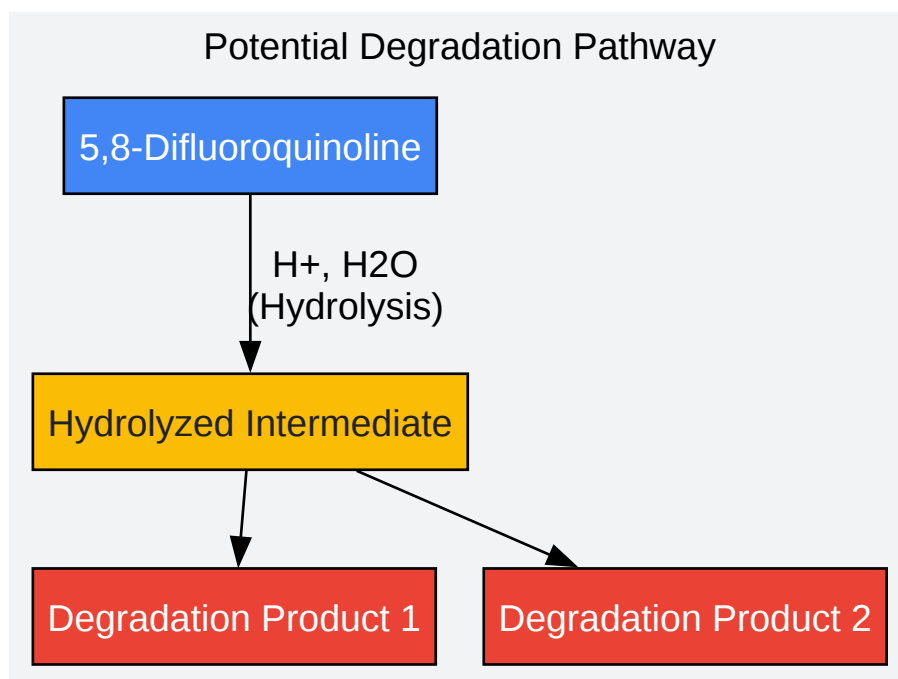 Potential Degradation Pathway
5,8-Difluoroquinoline
H+, H2O
(Hydrolysis)
Hydrolyzed Intermediate
Degradation Product 1
Degradation Product 2